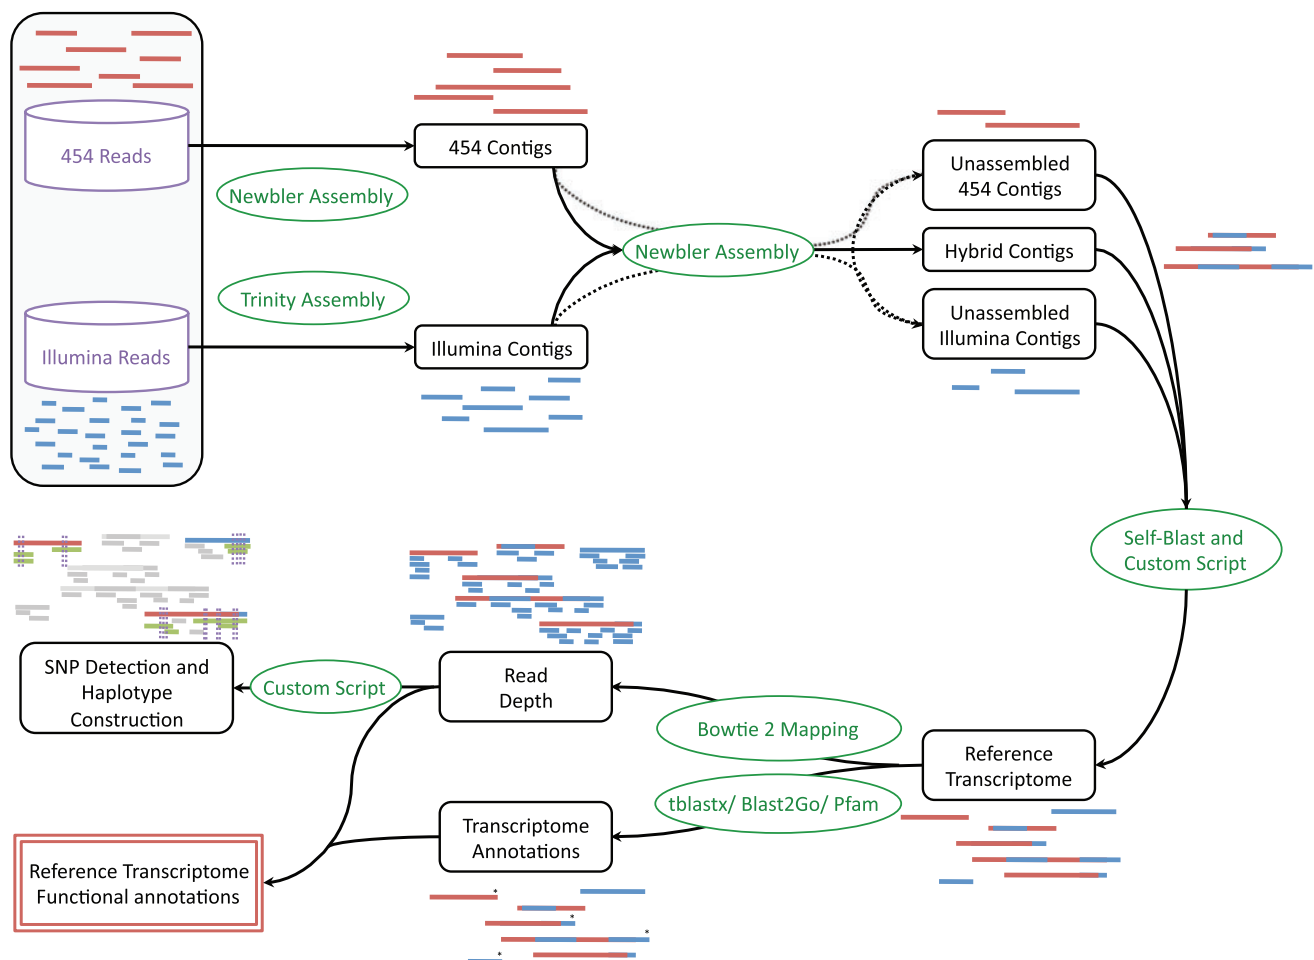 454 Reads
Newbler Assembly
454 Contigs
Trinity Assembly
Illumina Reads
Illumina Contigs
Newbler Assembly
Unassembled
454 Contigs
Hybrid Contigs
Unassembled
Illumina Contigs
Self-Blast and
Custom Script
SNP Detection and
Haplotype
Construction
Custom Script
Read
Depth
Bowtie 2 Mapping
Reference
Transcriptome
tblastx/ Blast2Go/ Pfam
Transcriptome
Annotations
Reference Transcriptome
Functional annotations
*
*
*
*